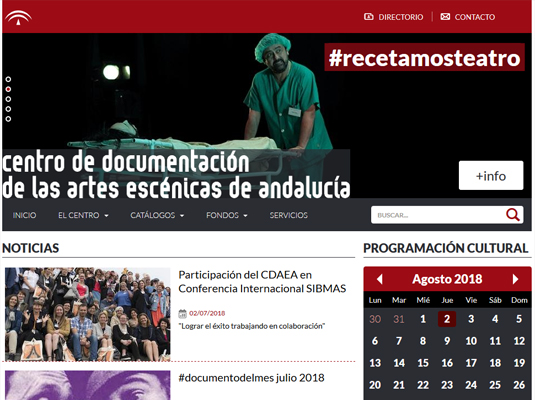 DIRECTORIO
CONTACTO
#recetamosteatro
centro de documentación
de las artes escénicas de andalucía
+info
INICIO
EL CENTRO
CATÁLOGOS
FONDOS
SERVICIOS
BUSCAR...
NOTICIAS
Participación del CDAEA en
Conferencia Internacional SIBMAS
02/07/2018
"Lograr el éxito trabajando en colaboración"
#documentodelmes julio 2018
PROGRAMACIÓN CULTURAL
Agosto 2018
Lun Mar Mié Jue Vie Sáb Dom
30 31 1 2 3 4 5
6 7 8 9 10 11 12
13 14 15 16 17 18 19
20 21 22 23 24 25 26